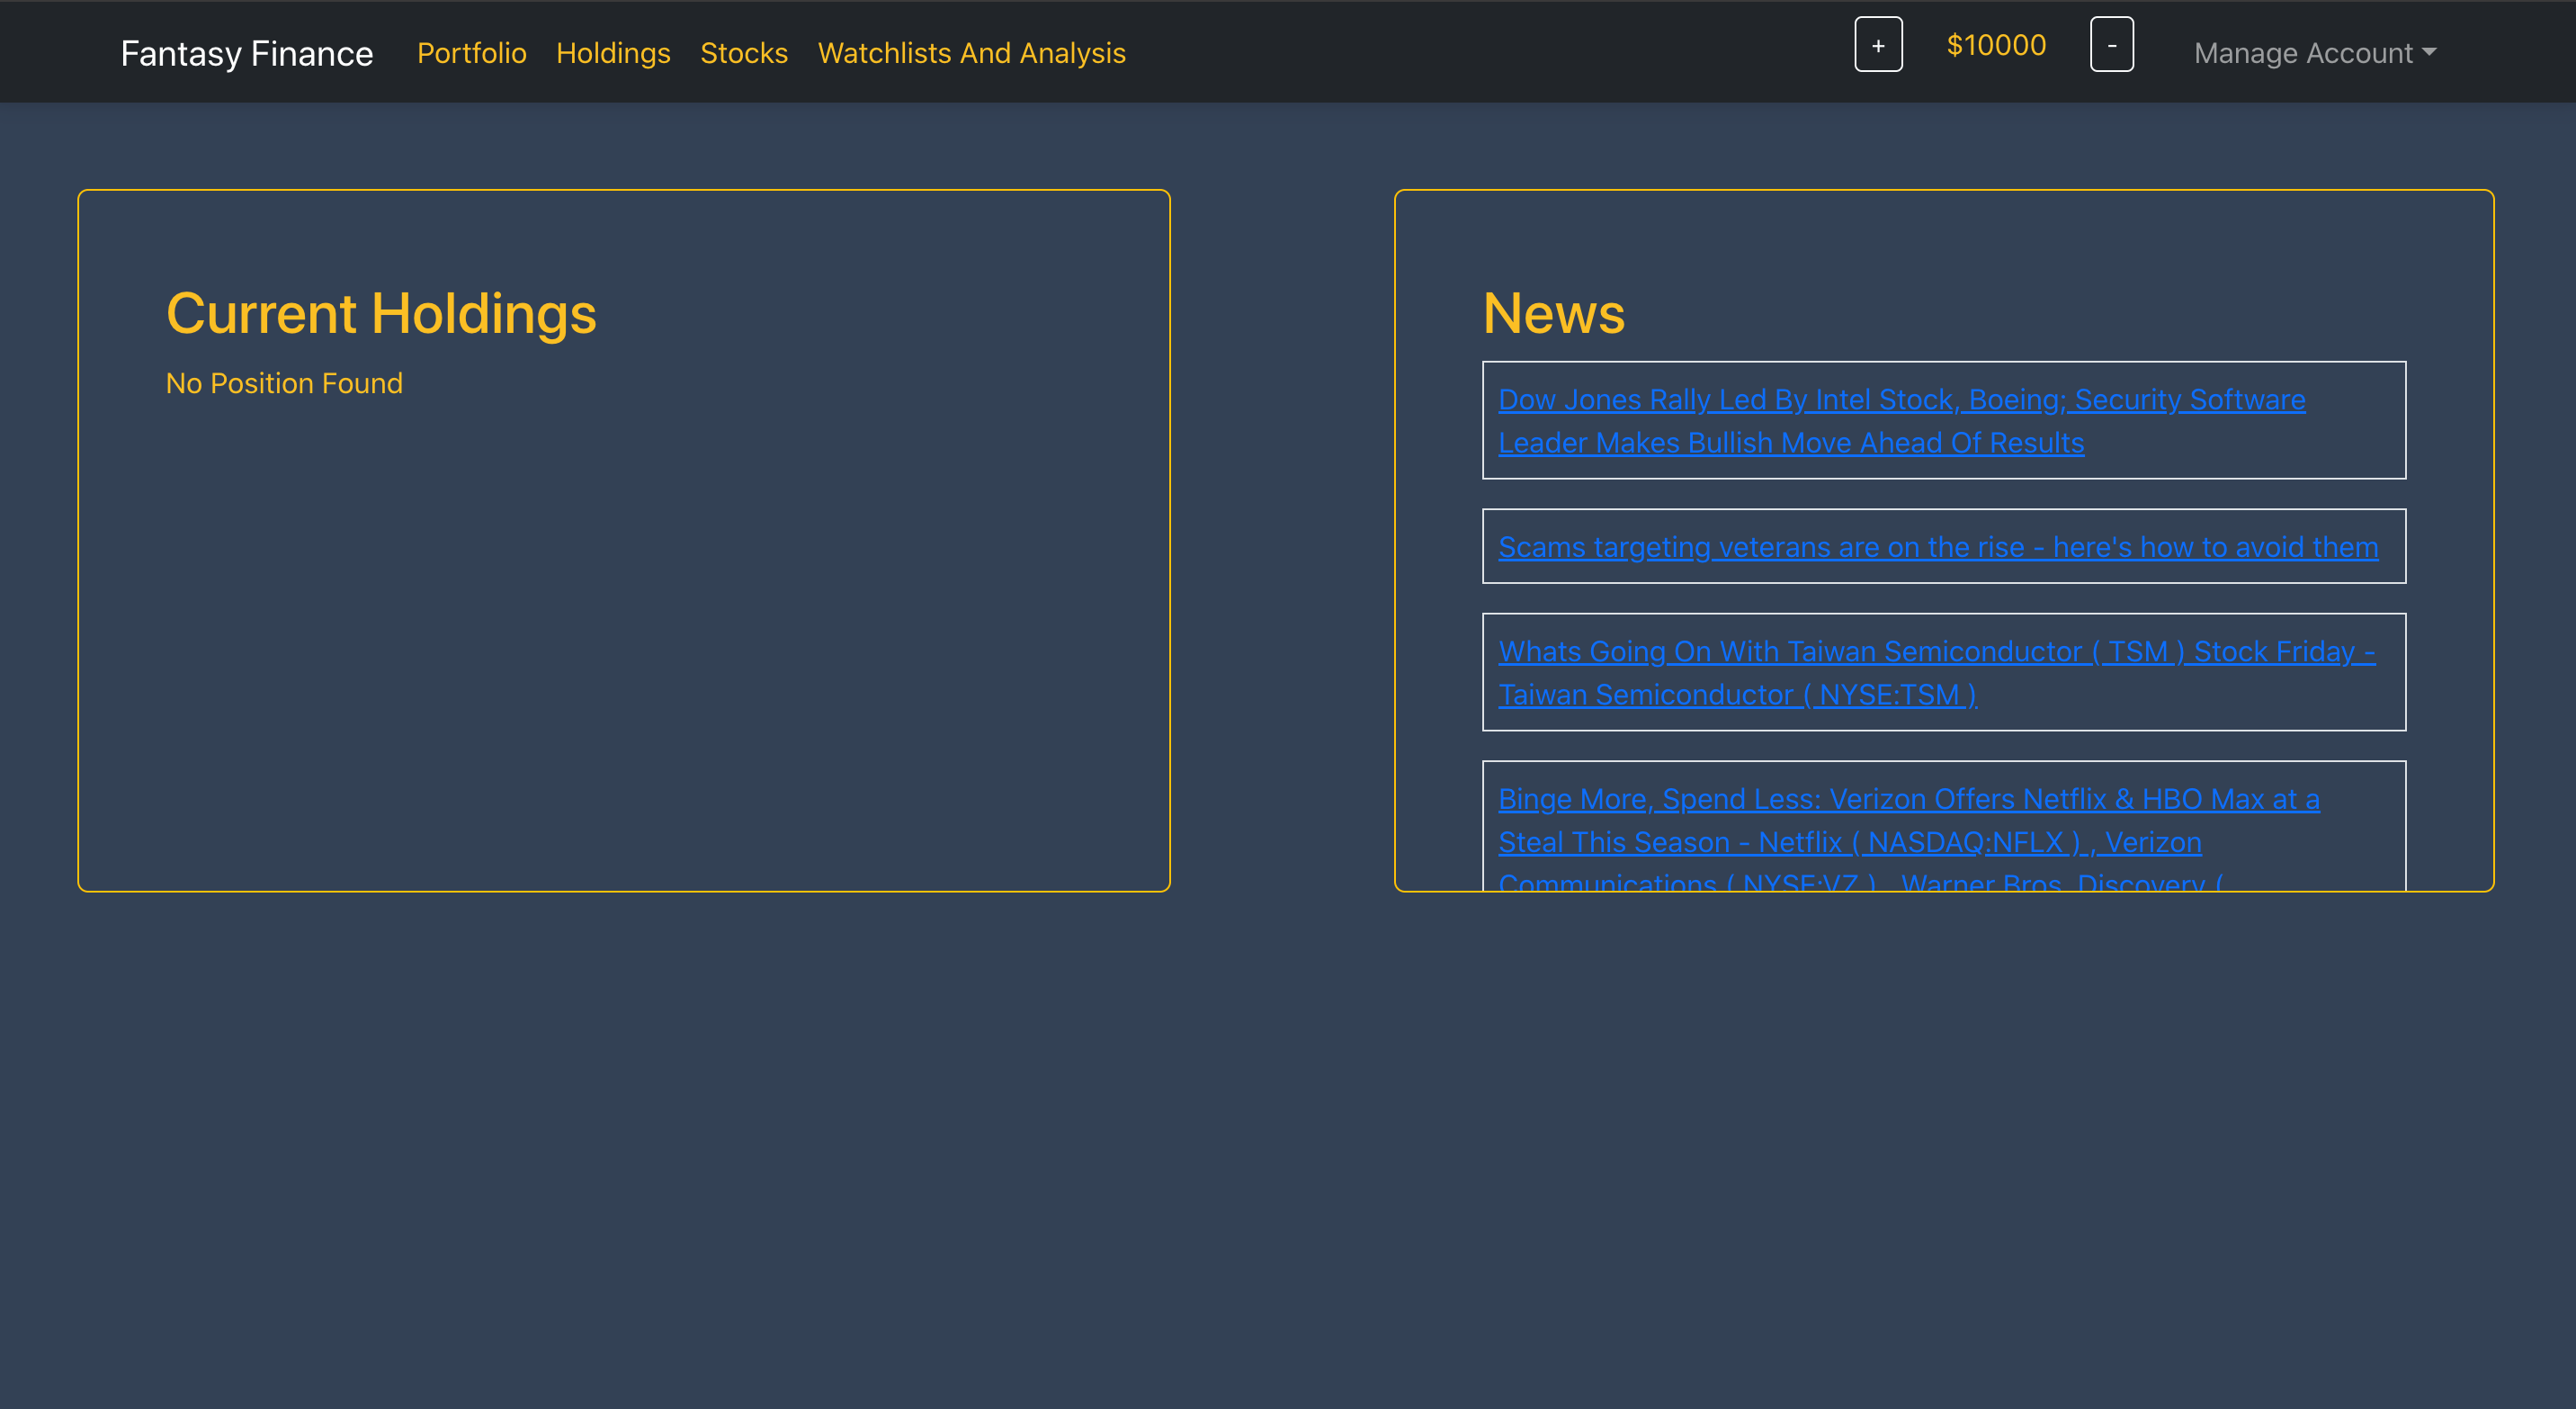 Fantasy Finance Portfolio Holdings Stocks Watchlists And Analysis + $10000 - Manage Account
Current Holdings
No Position Found
News
Dow Jones Rally Led By Intel Stock, Boeing; Security Software
Leader Makes Bullish Move Ahead Of Results
Scams targeting veterans are on the rise - here's how to avoid them
Whats Going On With Taiwan Semiconductor ( TSM ) Stock Friday -
Taiwan Semiconductor ( NYSE:TSM )
Binge More, Spend Less: Verizon Offers Netflix & HBO Max at a
Steal This Season - Netflix ( NASDAQ:NFLX ) , Verizon
Communications ( NYSE:VZ ) , Warner Bros. Discovery (